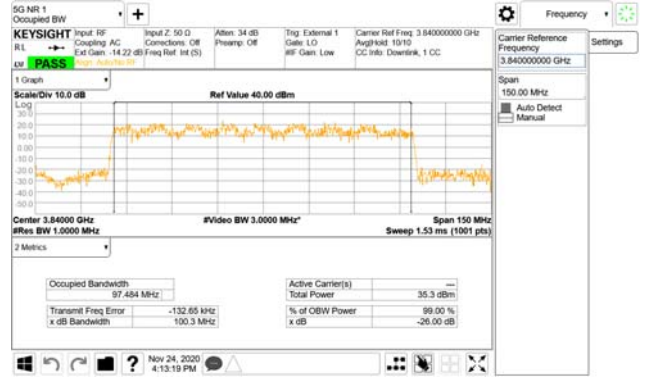 5G NR 1
Occupied BW
Frequency
KEYSIGHT
Input: RF
Input Z: 50 Ω
Atten: 34 dB
Trig: External 1
Carrier Ref Freq: 3.840000000 GHz
RL
Coupling: AC
Corrections: Off
Preamp: Off
Gate: LO
Avg|Hold: 10/10
Ext Gain: -14.22 dB
Freq Ref: Int (S)
#IF Gain: Low
CC Info: Downlink, 1 CC
PASS
Align: Auto/No RF
Carrier Reference
Frequency
3.840000000 GHz
Settings
Span
150.00 MHz
Auto Detect
Manual
1 Graph
Scale/Div 10.0 dB
Ref Value 40.00 dBm
Log
30.0
20.0
10.0
0.00
-10.0
-20.0
-30.0
-40.0
-50.0
Center 3.84000 GHz
#Video BW 3.0000 MHz*
Span 150 MHz
#Res BW 1.0000 MHz
Sweep 1.53 ms (1001 pts)
2 Metrics
Occupied Bandwidth
97.484 MHz
Active Carrier(s)
---
Total Power
35.3 dBm
Transmit Freq Error
-132.65 kHz
% of OBW Power
99.00 %
x dB Bandwidth
100.3 MHz
x dB
-26.00 dB
Nov 24, 2020
4:13:19 PM